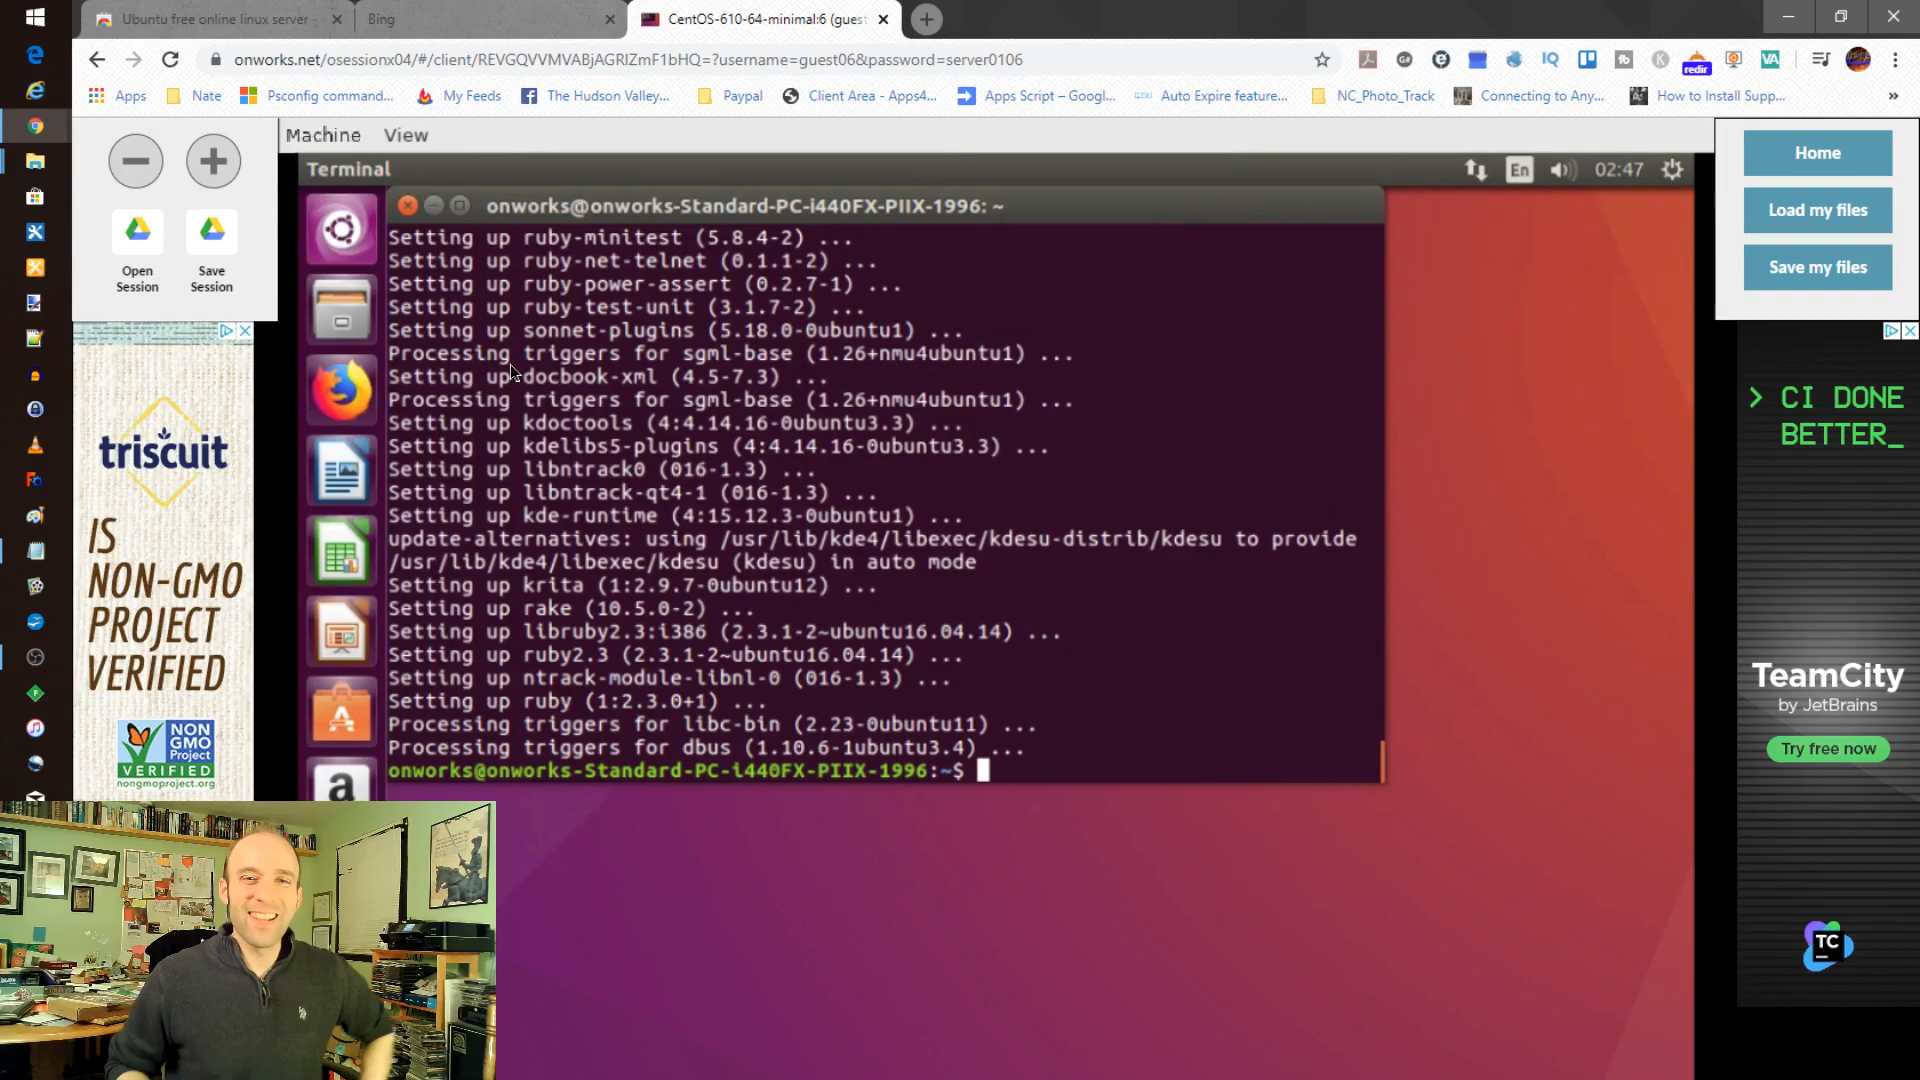 Ubuntu free online linux server
Bing
CentOS-610-64-minimal:6 (gues
onworks.net/osessionx04/#/client/REVGQVVMVABjAGRlZmF1bHQ=?username=guest06&password=server0106
redir
Apps
Nate
Psconfig command...
My Feeds
The Hudson Valley...
Paypal
Client Area - Apps4...
Apps Script – Googl...
Auto Expire feature...
NC_Photo_Track
Connecting to Any...
How to Install Supp...
»
Machine View
Open Session
Save Session
Home
Load my files
Save my files
Terminal
En
02:47
onworks@onworks-Standard-PC-i440FX-PIIX-1996: ~
Setting up ruby-minitest (5.8.4-2) ...
Setting up ruby-net-telnet (0.1.1-2) ...
Setting up ruby-power-assert (0.2.7-1) ...
Setting up ruby-test-unit (3.1.7-2) ...
Setting up sonnet-plugins (5.18.0-0ubuntu1) ...
Processing triggers for sgml-base (1.26+nmu4ubuntu1) ...
Setting up docbook-xml (4.5-7.3) ...
Processing triggers for sgml-base (1.26+nmu4ubuntu1) ...
Setting up kdoctools (4:4.14.16-0ubuntu3.3) ...
Setting up kdelibs5-plugins (4:4.14.16-0ubuntu3.3) ...
Setting up libntrack0 (016-1.3) ...
Setting up libntrack-qt4-1 (016-1.3) ...
Setting up kde-runtime (4:15.12.3-0ubuntu1) ...
update-alternatives: using /usr/lib/kde4/libexec/kdesu-distrib/kdesu to provide
/usr/lib/kde4/libexec/kdesu (kdesu) in auto mode
Setting up krita (1:2.9.7-0ubuntu12) ...
Setting up rake (10.5.0-2) ...
Setting up libruby2.3:i386 (2.3.1-2~ubuntu16.04.14) ...
Setting up ruby2.3 (2.3.1-2~ubuntu16.04.14) ...
Setting up ntrack-module-libnl-0 (016-1.3) ...
Setting up ruby (1:2.3.0+1) ...
Processing triggers for libc-bin (2.23-0ubuntu11) ...
Processing triggers for dbus (1.10.6-1ubuntu3.4) ...
onworks@onworks-Standard-PC-i440FX-PIIX-1996:~$
triscuit
IS
NON-GMO
PROJECT
VERIFIED
NON
GMO
Project
VERIFIED
nongmoproject.org
> CI DONE
BETTER_
TeamCity
by JetBrains
Try free now
TC